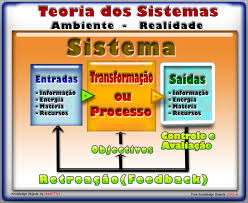 Teoria dos Sistemas
Ambiente - Realidade
Sistema
Entradas
- Informação
- Energia
- Matéria
- Recursos
Transformação
ou
Processo
Saídas
- Informação
- Energia
- Matéria
- Recursos
Objectivos
Controle e
Avaliação
Retroação(Feedback)